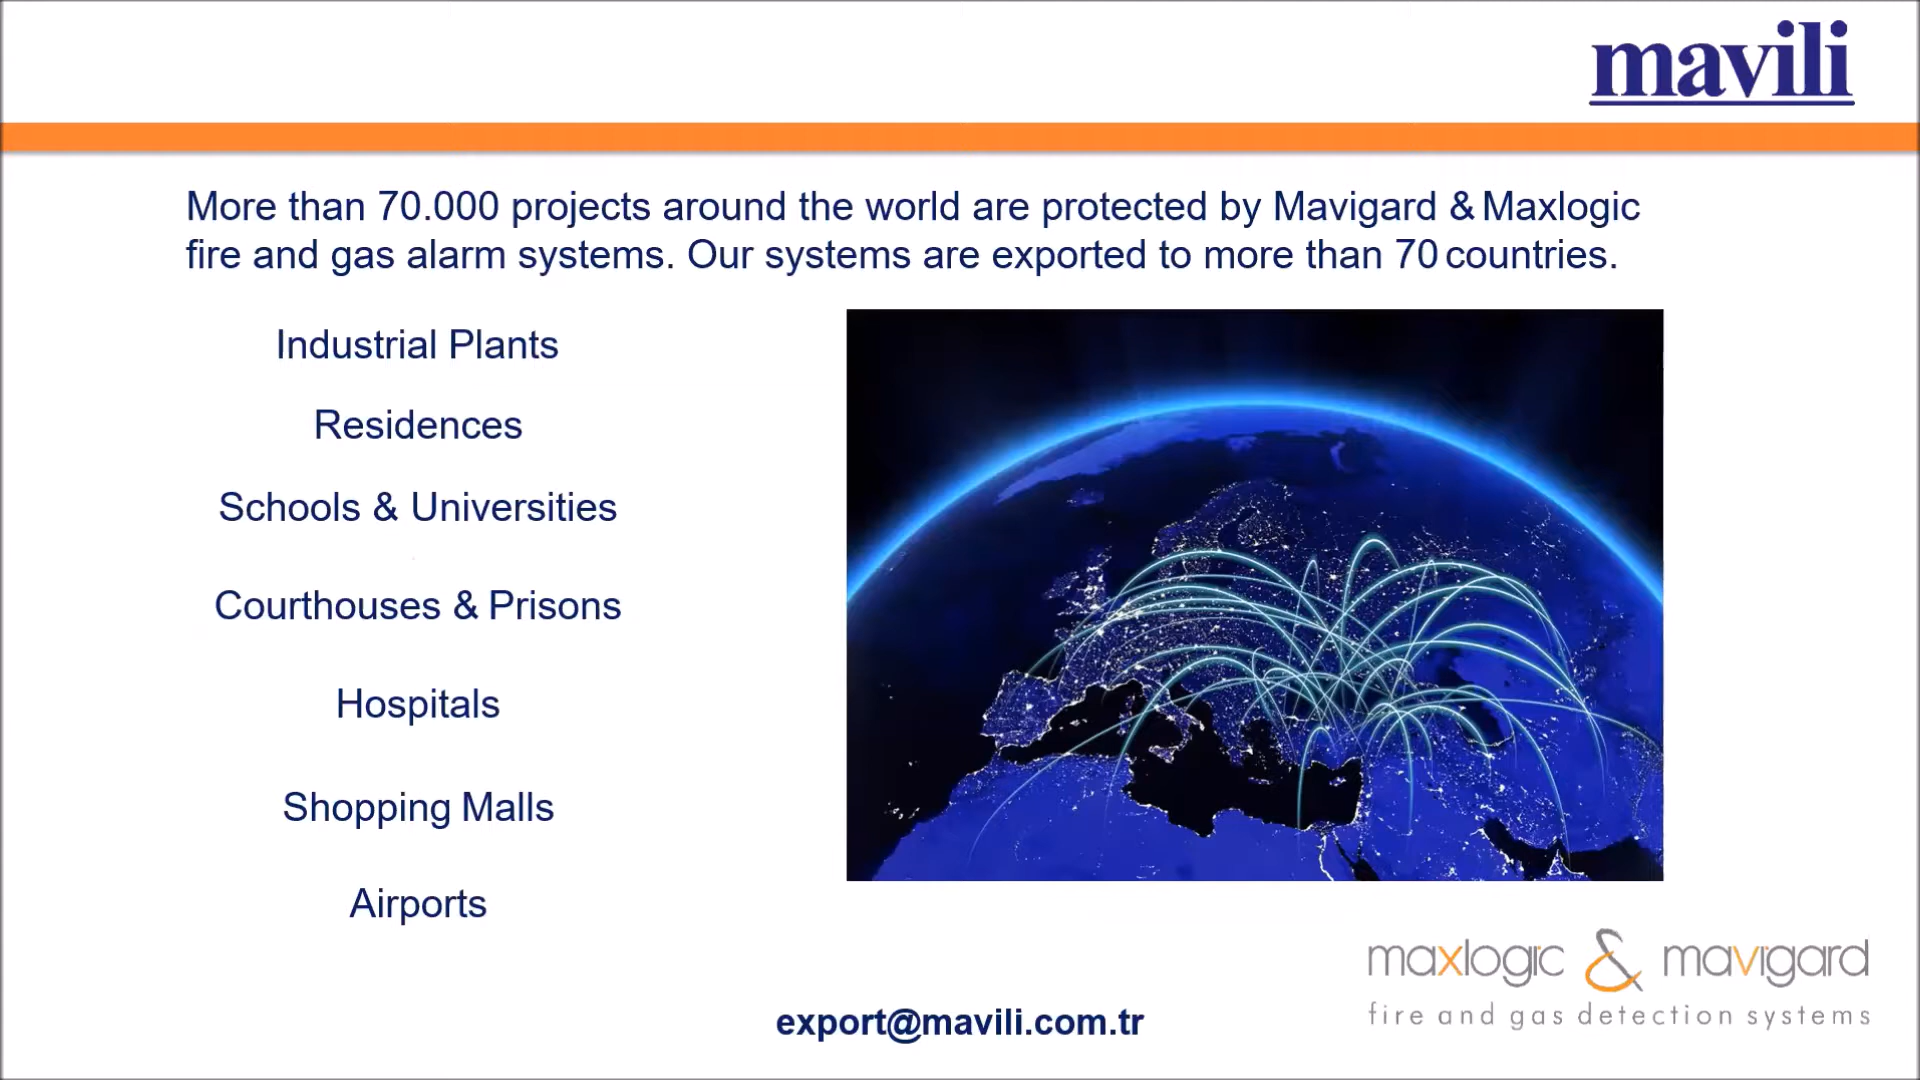 mavili
More than 70.000 projects around the world are protected by Mavigard & Maxlogic
fire and gas alarm systems. Our systems are exported to more than 70 countries.
Industrial Plants
Residences
Schools & Universities
Courthouses & Prisons
Hospitals
Shopping Malls
Airports
maxlogic & mavigard
fire and gas detection systems
export@mavili.com.tr